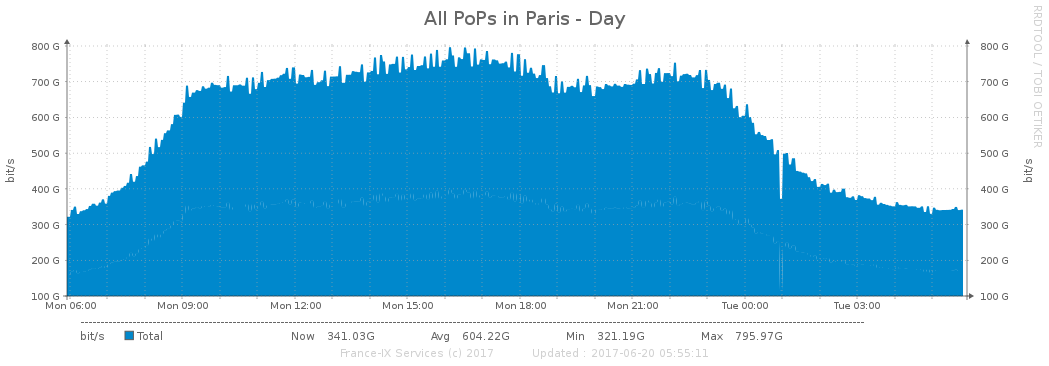 All PoPs in Paris - Day
RRDTOOL / TOBI OETIKER
bit/s
800 G
700 G
600 G
500 G
400 G
300 G
200 G
100 G
800 G
700 G
600 G
500 G
400 G
300 G
200 G
100 G
bit/s
Mon 06:00 Mon 09:00 Mon 12:00 Mon 15:00 Mon 18:00 Mon 21:00 Tue 00:00 Tue 03:00
bit/s Total Now 341.03G Avg 604.22G Min 321.19G Max 795.97G
France-IX Services (c) 2017 Updated : 2017-06-20 05:55:11